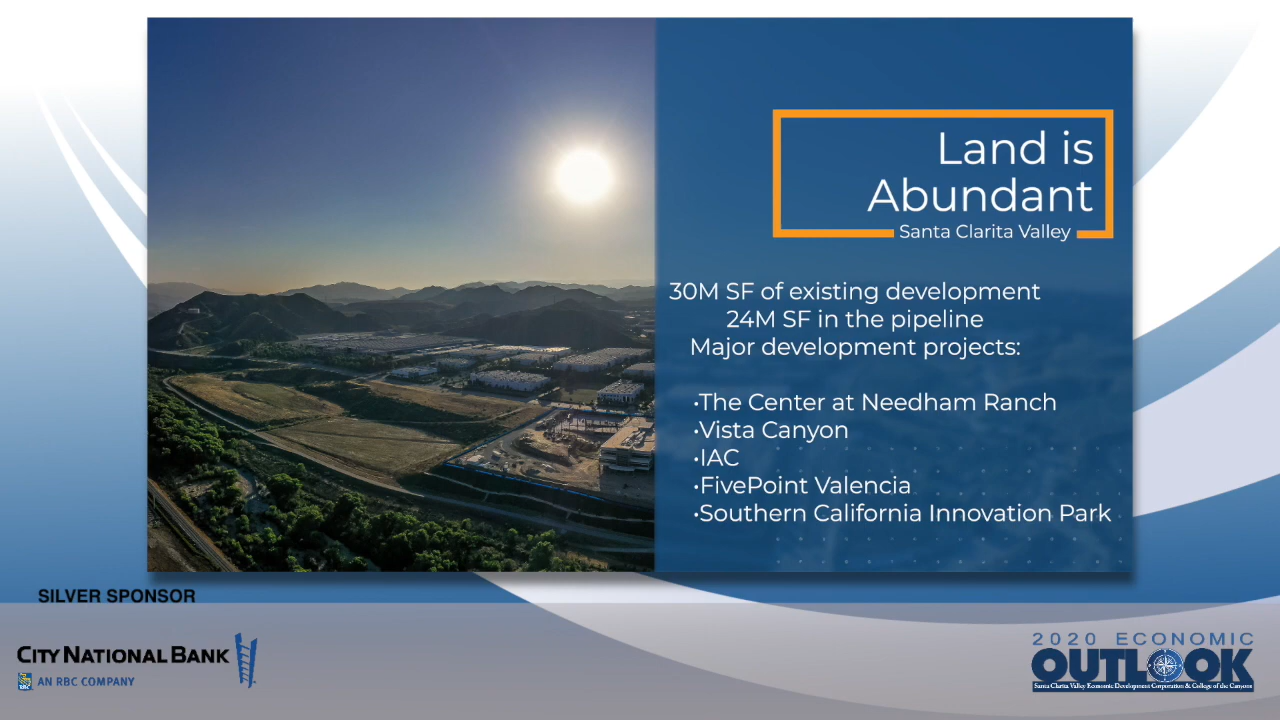 Land is
Abundant
Santa Clarita Valley
30M SF of existing development
24M SF in the pipeline
Major development projects:
•The Center at Needham Ranch
•Vista Canyon
•IAC
•FivePoint Valencia
•Southern California Innovation Park
SILVER SPONSOR
CITY NATIONAL BANK
RBC
AN RBC COMPANY
2020 ECONOMIC
OUTLOOK
Santa Clarita Valley Economic Development Corporation & College of the Canyons